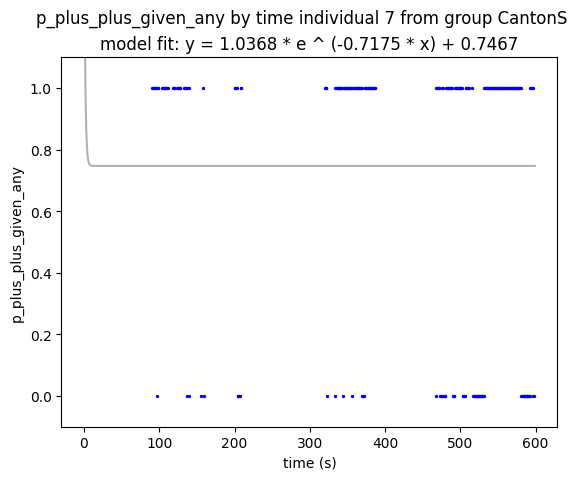 p_plus_plus_given_any by time individual 7 from group CantonS
model fit: y = 1.0368 * e ^ (-0.7175 * x) + 0.7467
1.0
0.8
0.6
0.4
0.2
0.0
p_plus_plus_given_any
0 100 200 300 400 500 600
time (s)